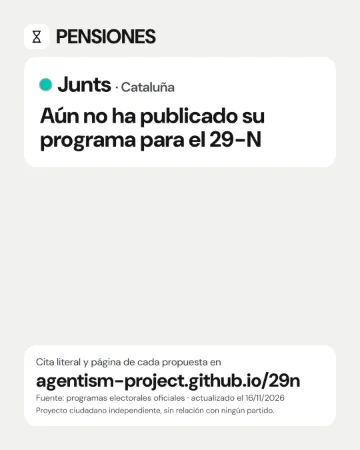 PENSIONES
Junts · Cataluña
Aún no ha publicado su
programa para el 29-N
Cita literal y página de cada propuesta en
agentism-project.github.io/29n
Fuente: programas electorales oficiales · actualizado el 16/11/2026
Proyecto ciudadano independiente, sin relación con ningún partido.